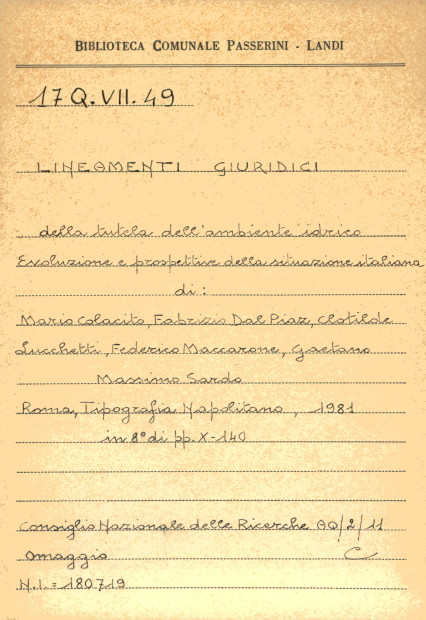 BIBLIOTECA COMUNALE PASSERINI - LANDI
17 Q. VII. 49
LINEAMENTI GIURIDICI
della tutela dell'ambiente idrico
Evoluzione e prospettive della situazione italiana
di:
Mario Colacito, Fabrizio Dal Piaz, Clotilde
Lucchetti, Federico Maccarone, Gaetano
Massimo Sardo
Roma, Tipografia Napolitano, 1981
in 8° di pp. X-140
Consiglio Nazionale delle Ricerche AQ/2/11
Omaggio C
N.I. = 180719